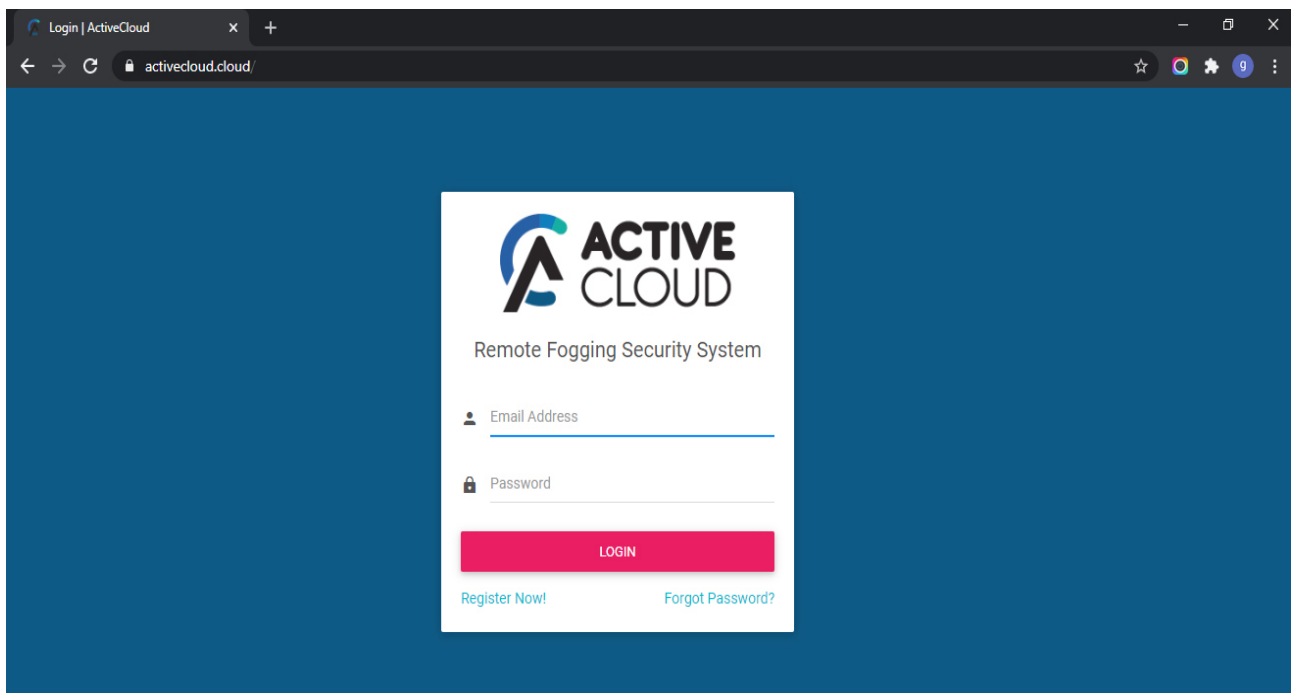 Login | ActiveCloud
activecloud.cloud/
g
ACTIVE
CLOUD
Remote Fogging Security System
Email Address
Password
LOGIN
Register Now! Forgot Password?